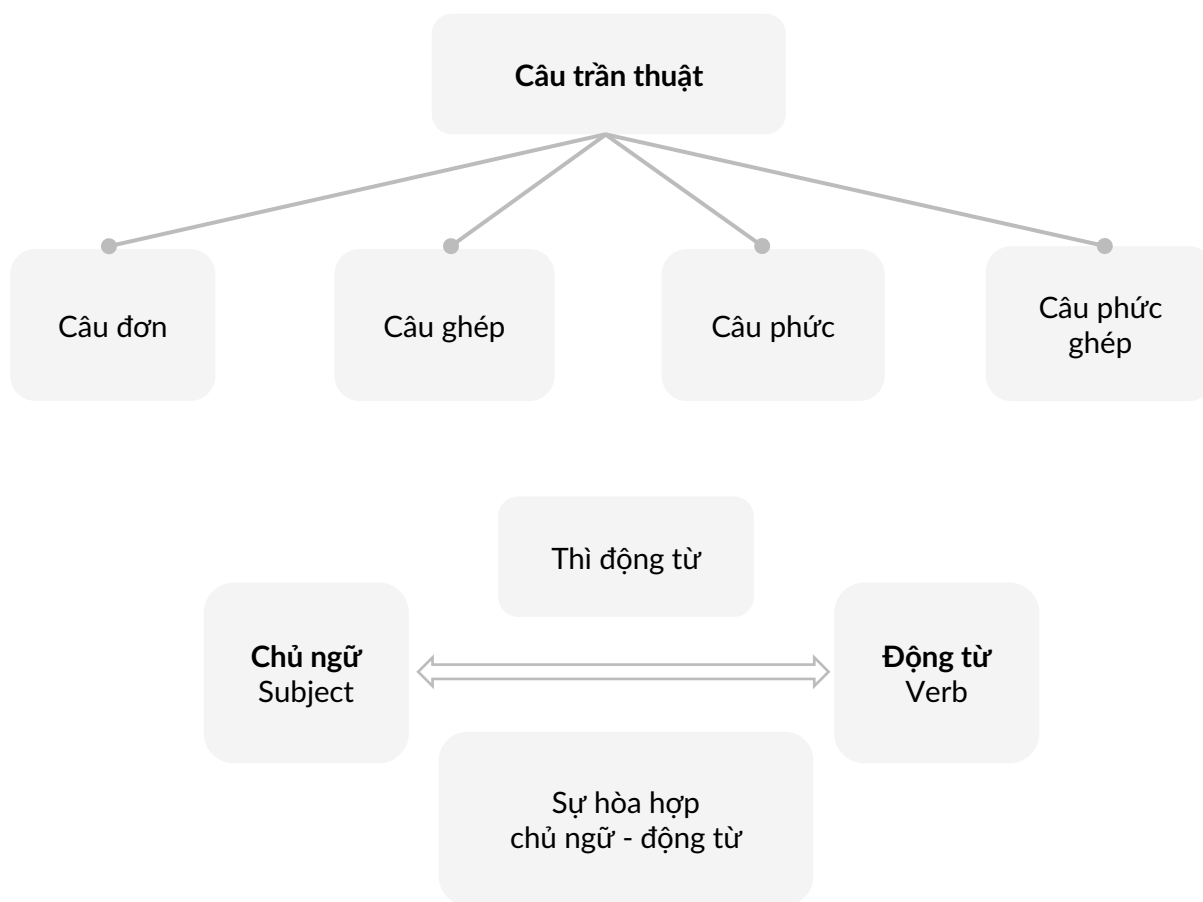 Câu trần thuật
Câu đơn
Câu ghép
Câu phức
Câu phức
ghép
Thì động từ
Chủ ngữ
Subject
Động từ
Verb
Sự hòa hợp
chủ ngữ - động từ